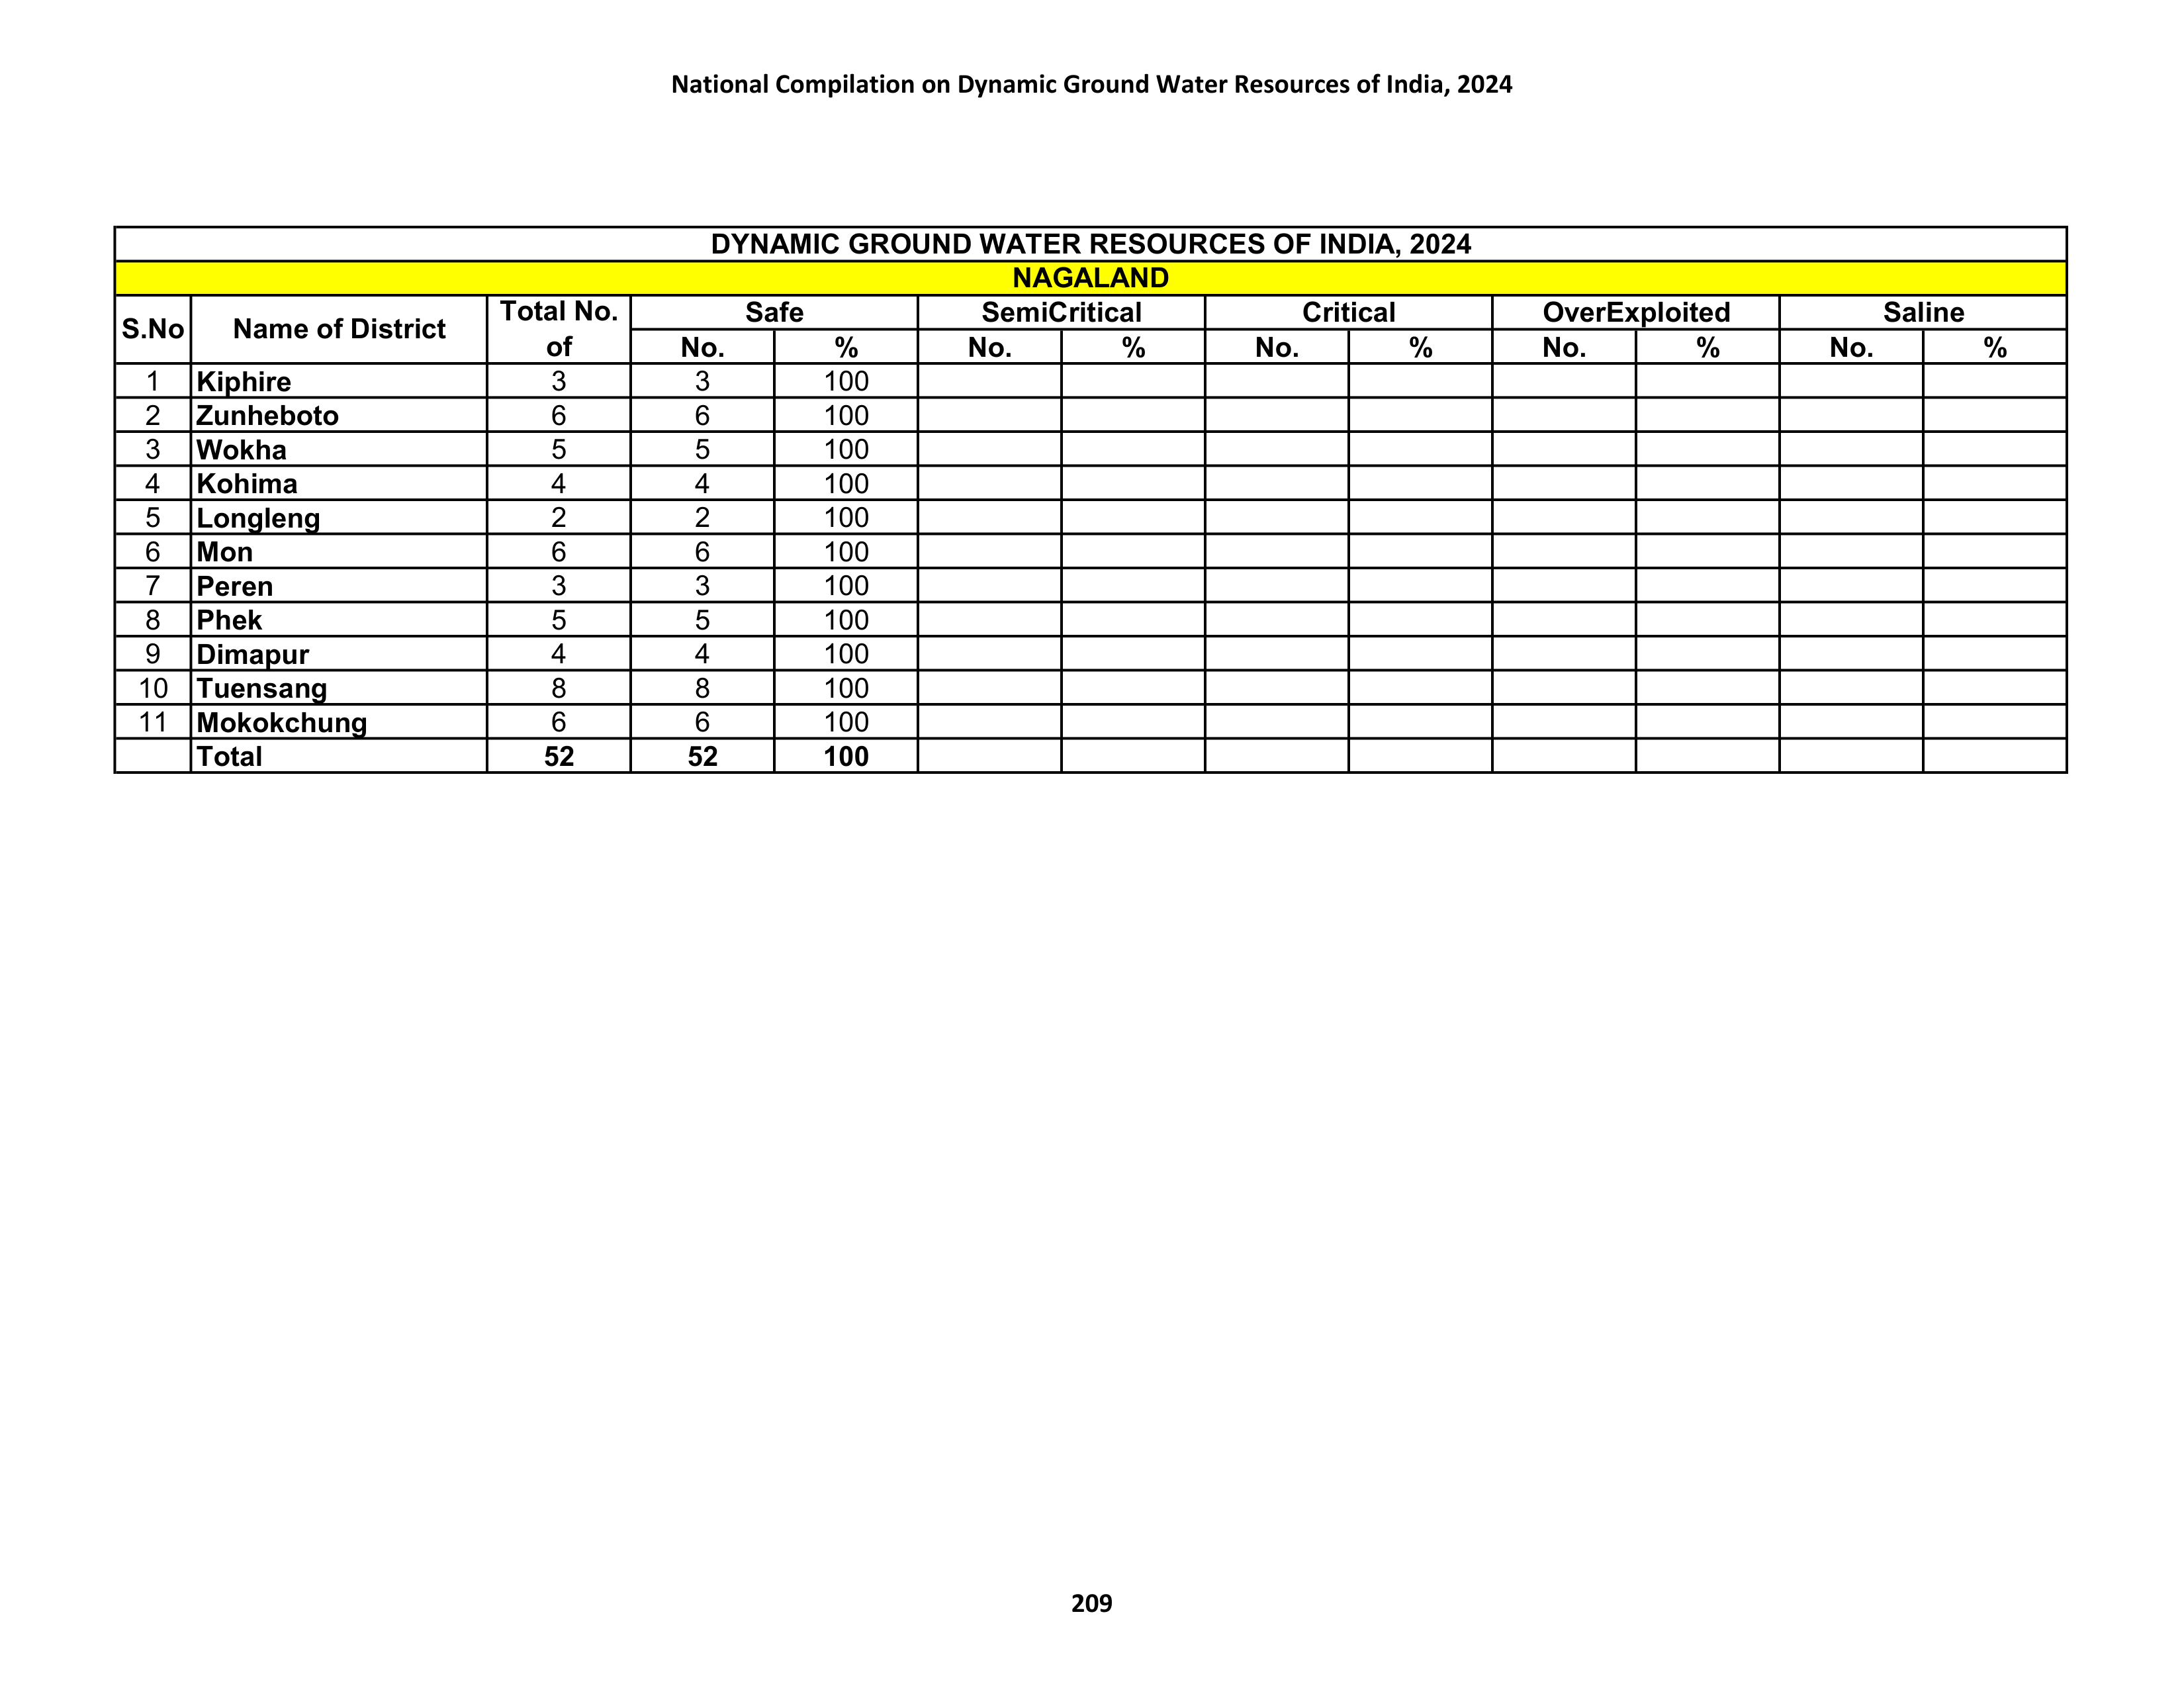 National Compilation on Dynamic Ground Water Resources of India, 2024
DYNAMIC GROUND WATER RESOURCES OF INDIA, 2024
NAGALAND
S.No Name of District Total No. of Safe SemiCritical Critical OverExploited Saline
No. % No. % No. % No. % No. %
1 Kiphire 3 3 100
2 Zunheboto 6 6 100
3 Wokha 5 5 100
4 Kohima 4 4 100
5 Longleng 2 2 100
6 Mon 6 6 100
7 Peren 3 3 100
8 Phek 5 5 100
9 Dimapur 4 4 100
10 Tuensang 8 8 100
11 Mokokchung 6 6 100
Total 52 52 100
209